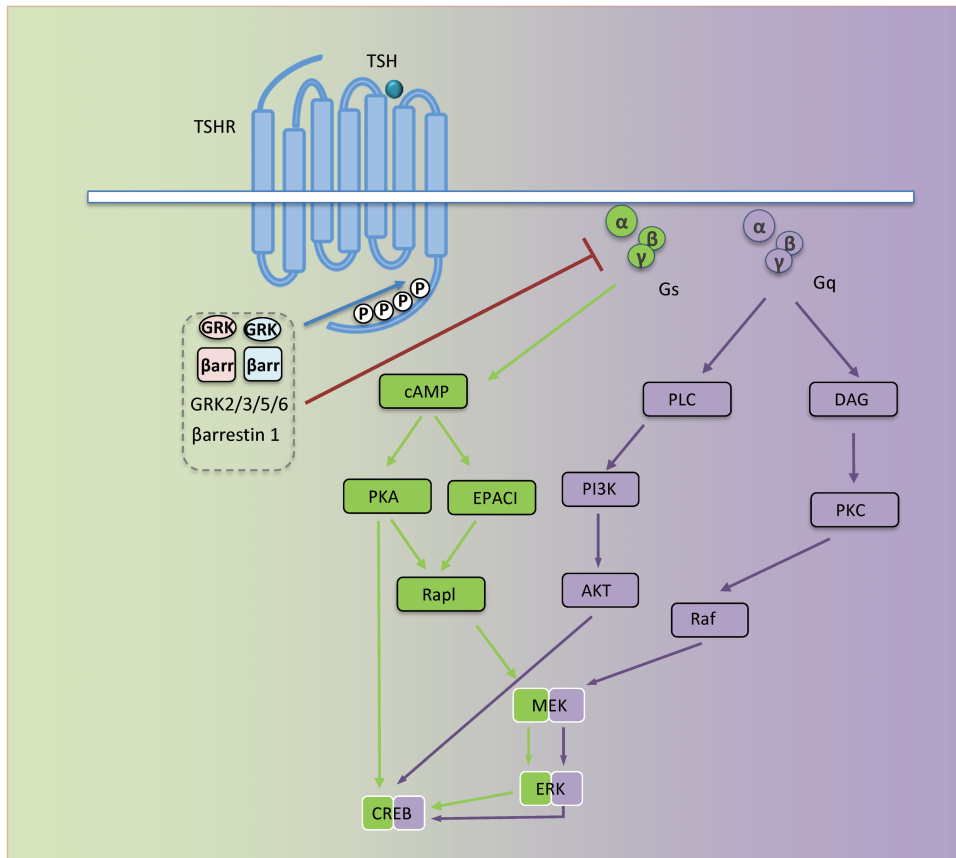 TSH
TSHR
α
β
γ
Gs
α
β
γ
Gq
P P P P
GRK GRK
βarr βarr
GRK2/3/5/6
βarrestin 1
cAMP
PLC
DAG
PKA
EPACI
PI3K
PKC
Rapl
AKT
Raf
MEK
ERK
CREB